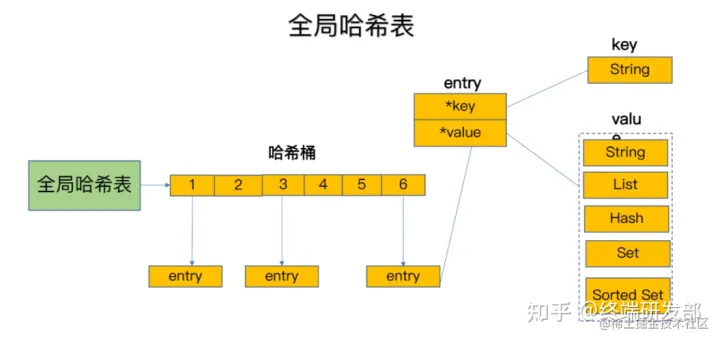 全局哈希表
key
String
entry
*key
*value
value
String
List
Hash
Set
Sorted Set
哈希桶
全局哈希表
1 2 3 4 5 6
entry entry entry
知乎 @终端研发部
@稀土掘金技术社区